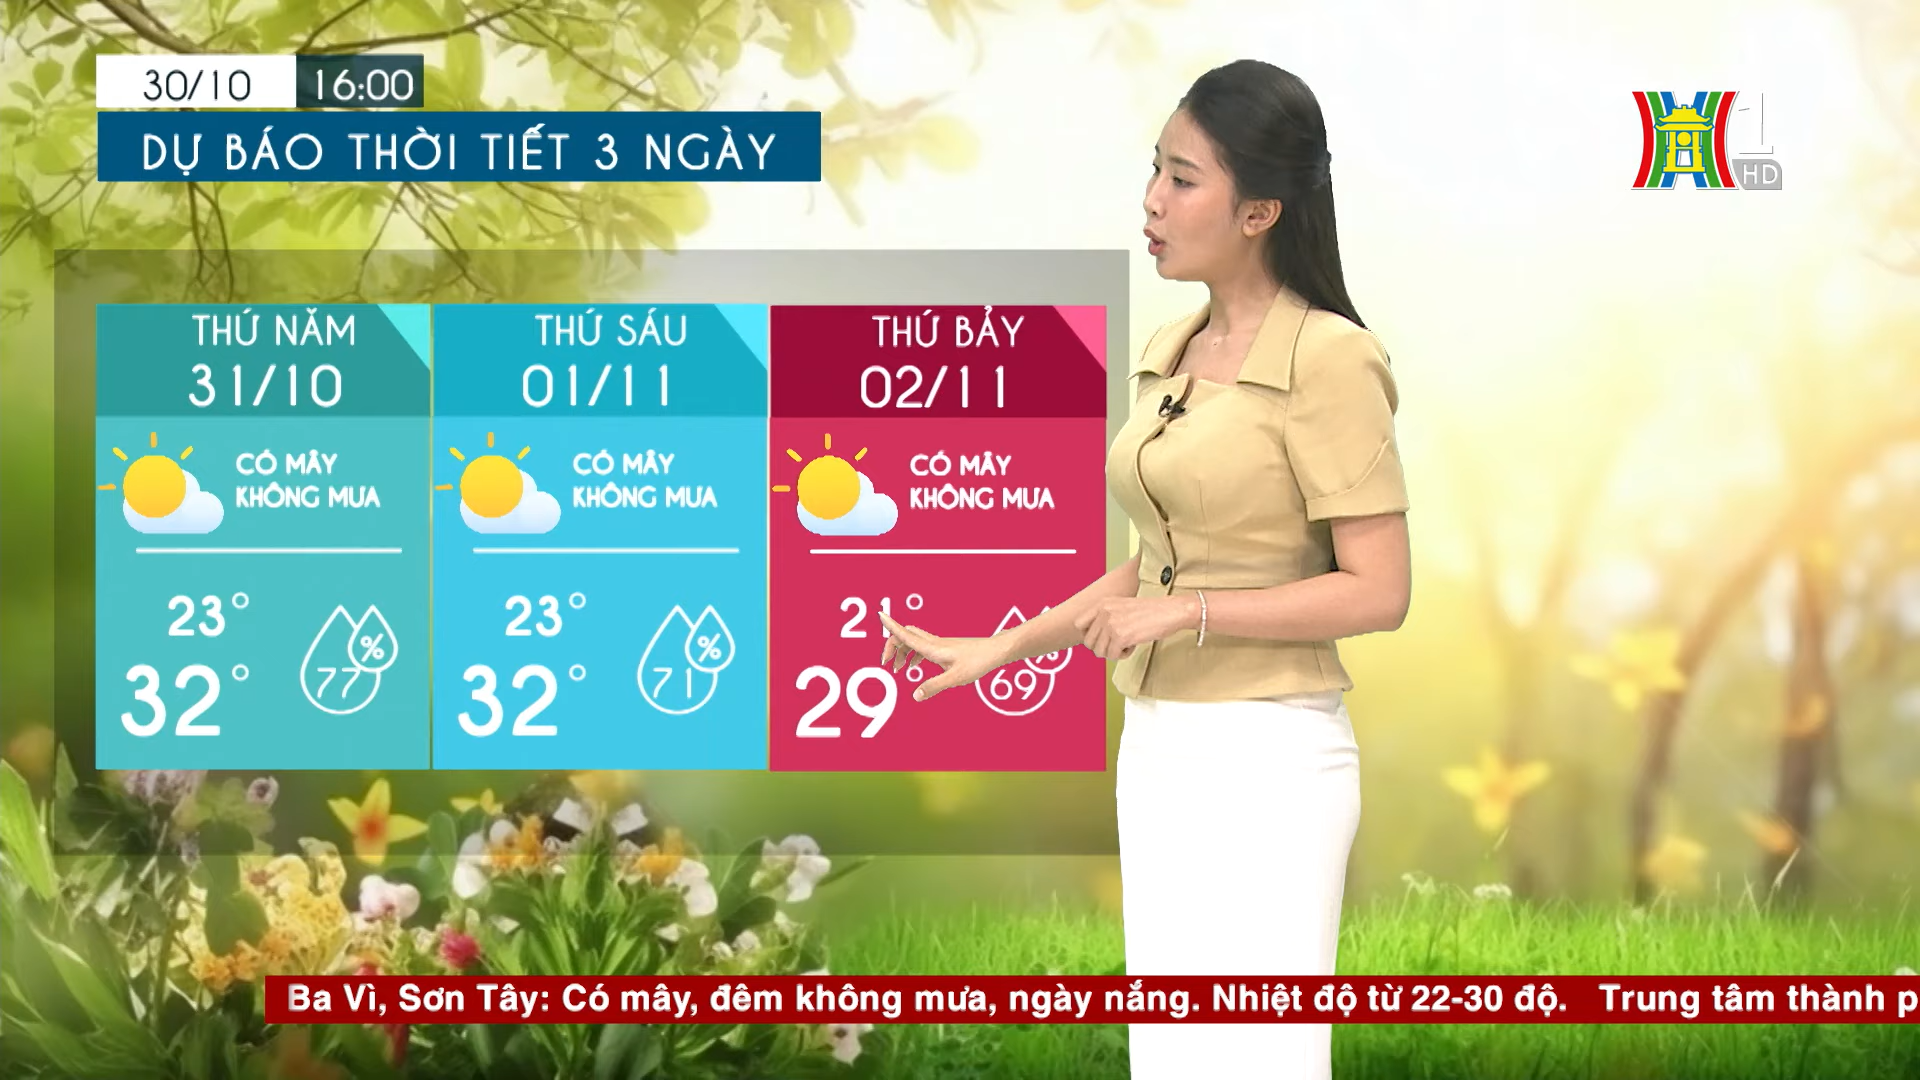 30/10 16:00
DỰ BÁO THỜI TIẾT 3 NGÀY
1
HD
THỨ NĂM
31/10
CÓ MÂY
KHÔNG MƯA
23°
32°
%
77
THỨ SÁU
01/11
CÓ MÂY
KHÔNG MƯA
23°
32°
%
71
THỨ BẢY
02/11
CÓ MÂY
KHÔNG MƯA
21°
29°
%
69
Ba Vì, Sơn Tây: Có mây, đêm không mưa, ngày nắng. Nhiệt độ từ 22-30 độ. Trung tâm thành p